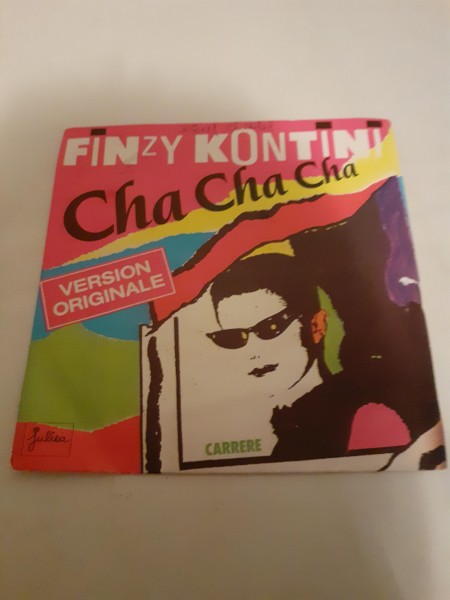 FiNZY KONTiNi
Cha Cha Cha
VERSION
ORIGINALE
Julisa
CARRERE